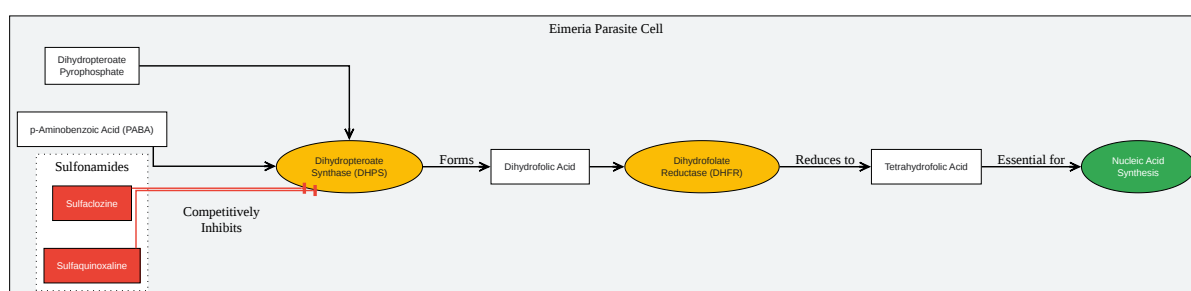 Eimeria Parasite Cell
Dihydropteroate
Pyrophosphate
p-Aminobenzoic Acid (PABA)
Sulfonamides
Sulfaclozine
Sulfaquinoxaline
Competitively
Inhibits
Dihydropteroate
Synthase (DHPS)
Forms
Dihydrofolic Acid
Dihydrofolate
Reductase (DHFR)
Reduces to
Tetrahydrofolic Acid
Essential for
Nucleic Acid
Synthesis